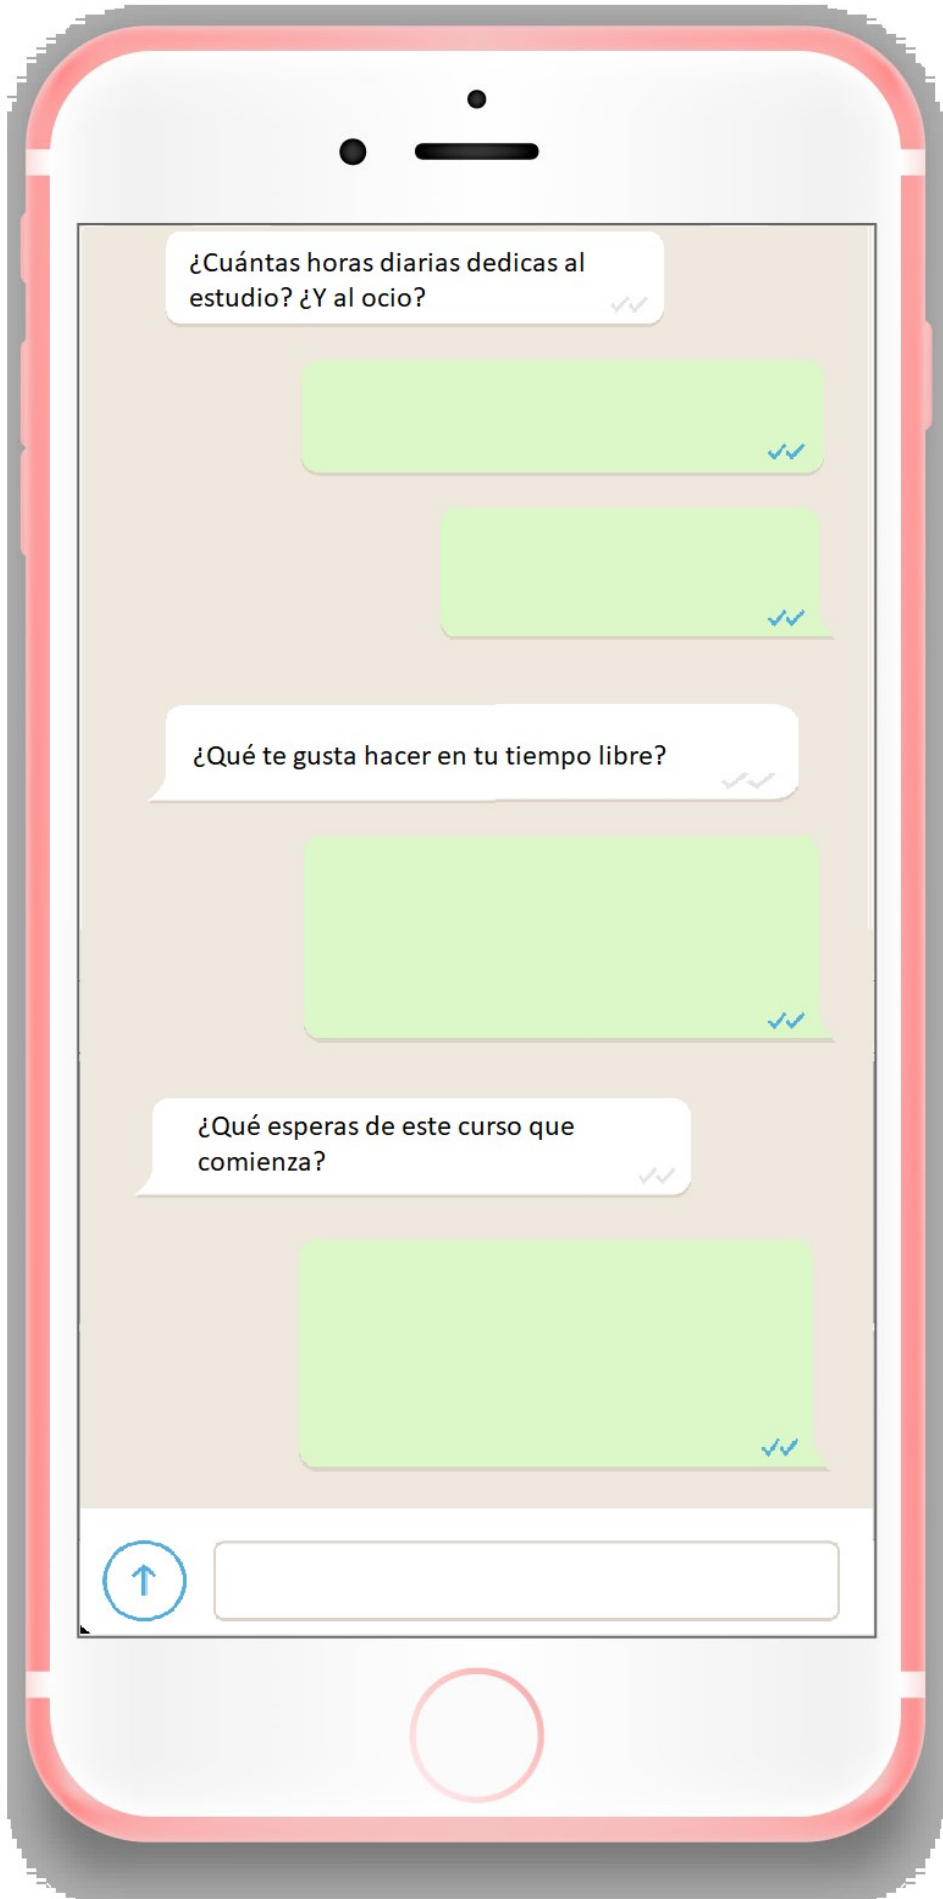 ¿Cuántas horas diarias dedicas al
estudio? ¿Y al ocio?
¿Qué te gusta hacer en tu tiempo libre?
¿Qué esperas de este curso que
comienza?